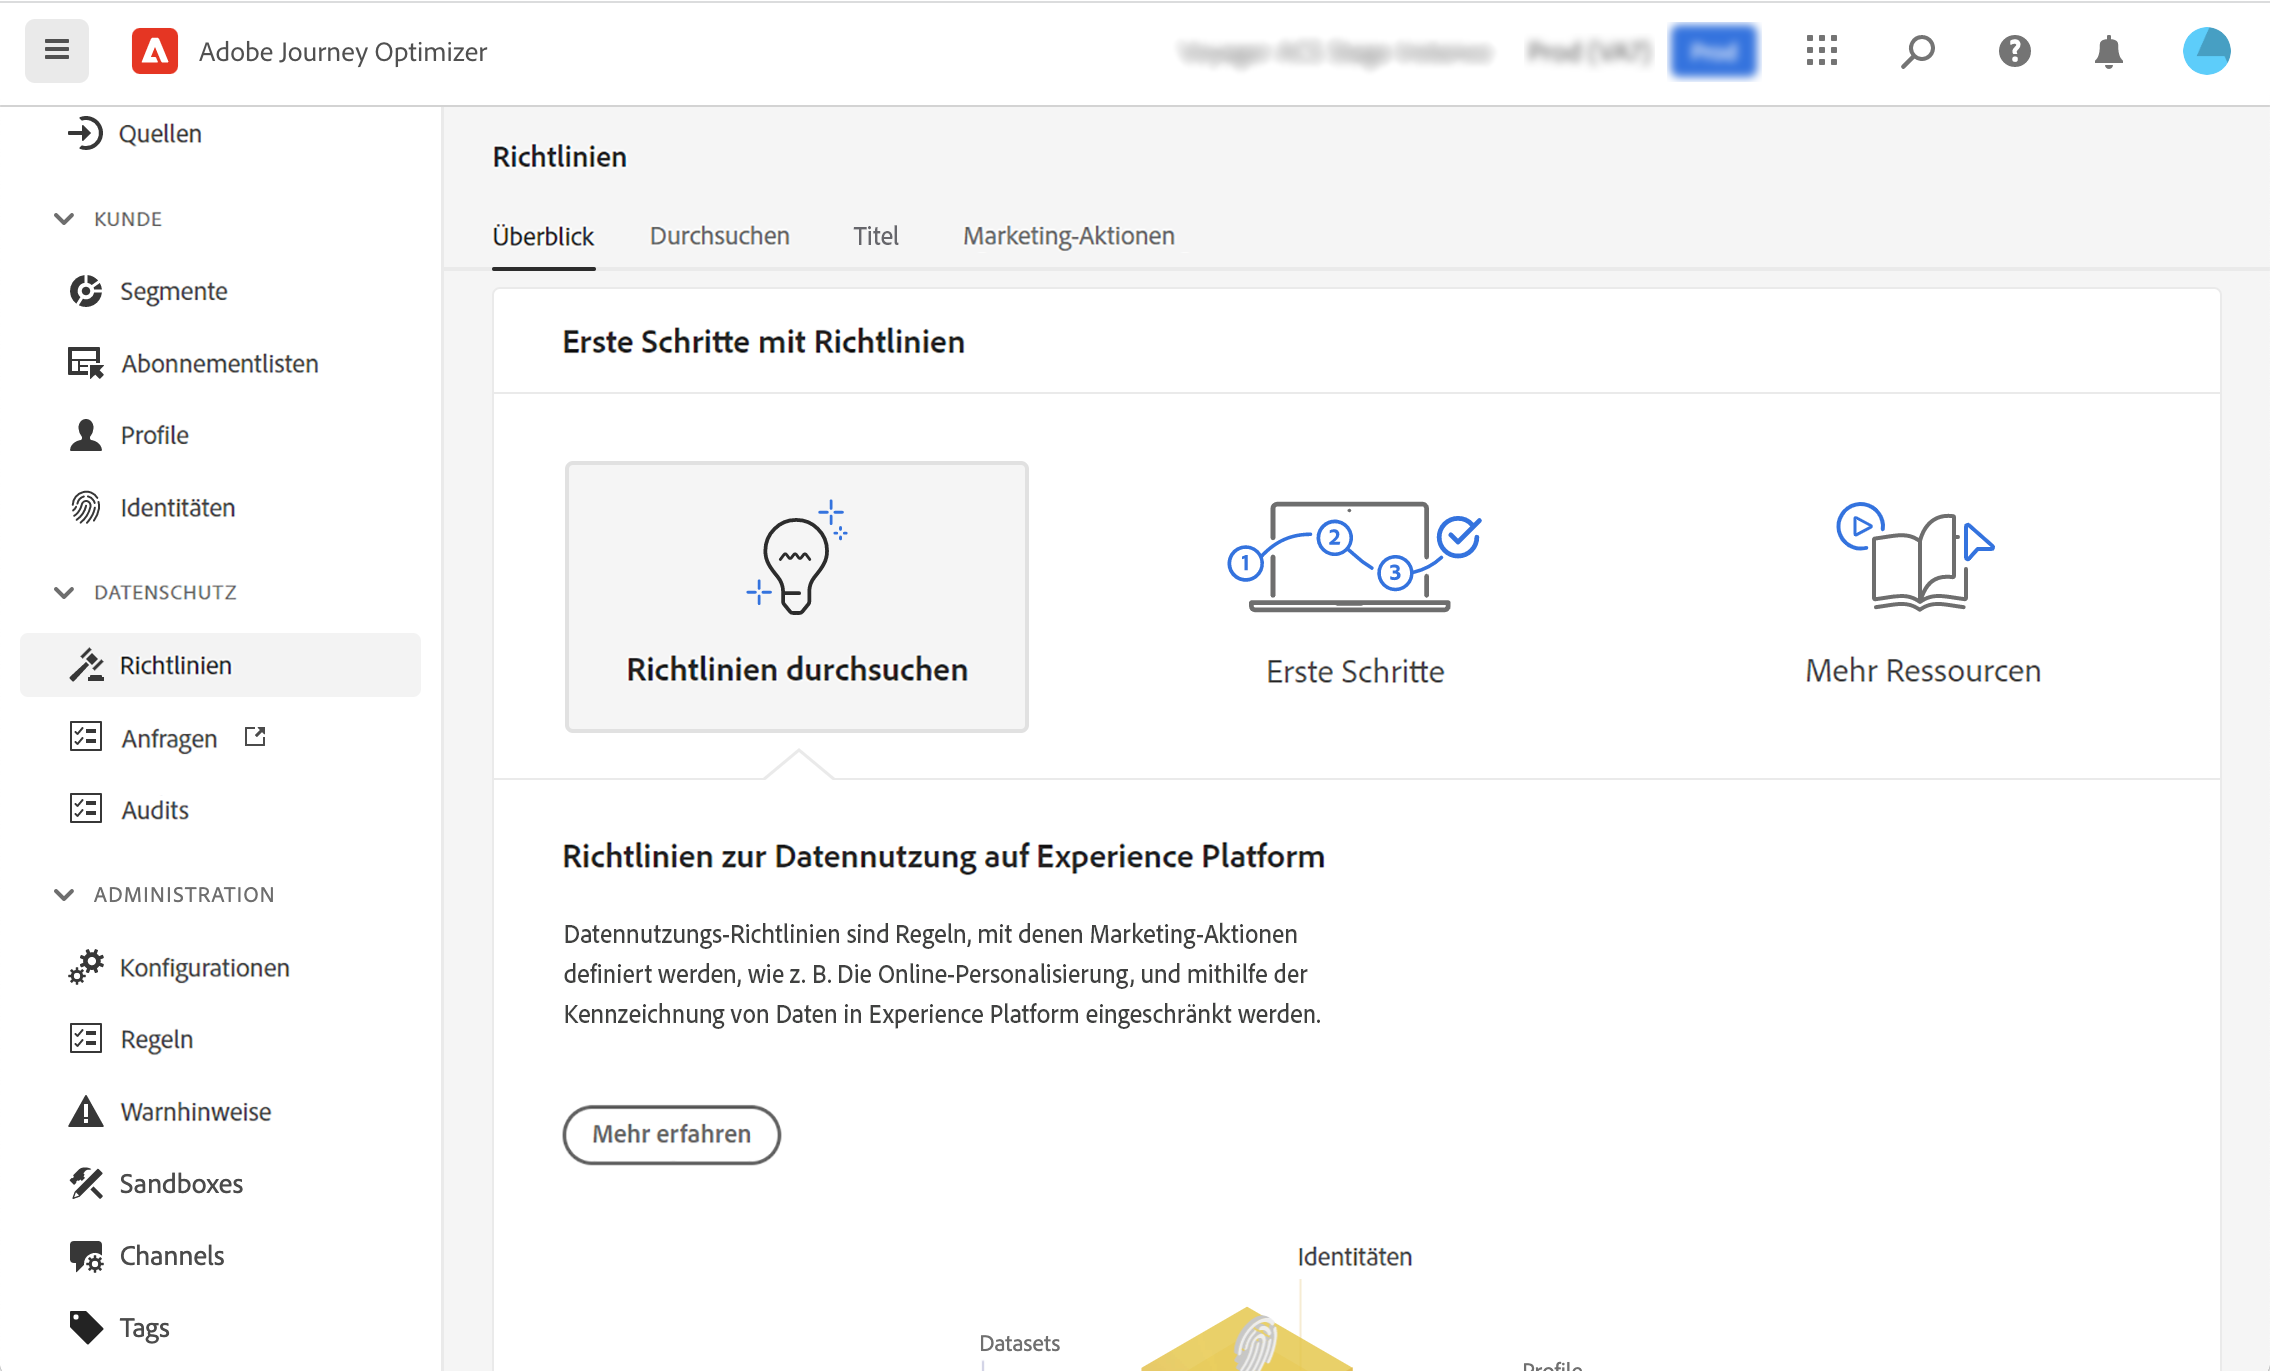 Adobe Journey Optimizer
Prod (VA7)
Prod
Quellen
KUNDE
Segmente
Abonnementlisten
Profile
Identitäten
DATENSCHUTZ
Richtlinien
Anfragen
Audits
ADMINISTRATION
Konfigurationen
Regeln
Warnhinweise
Sandboxes
Channels
Tags
Richtlinien
Überblick
Durchsuchen
Titel
Marketing-Aktionen
Erste Schritte mit Richtlinien
Richtlinien durchsuchen
1
2
3
Erste Schritte
Mehr Ressourcen
Richtlinien zur Datennutzung auf Experience Platform
Datennutzungs-Richtlinien sind Regeln, mit denen Marketing-Aktionen
definiert werden, wie z. B. Die Online-Personalisierung, und mithilfe der
Kennzeichnung von Daten in Experience Platform eingeschränkt werden.
Mehr erfahren
Identitäten
Datasets
Profile